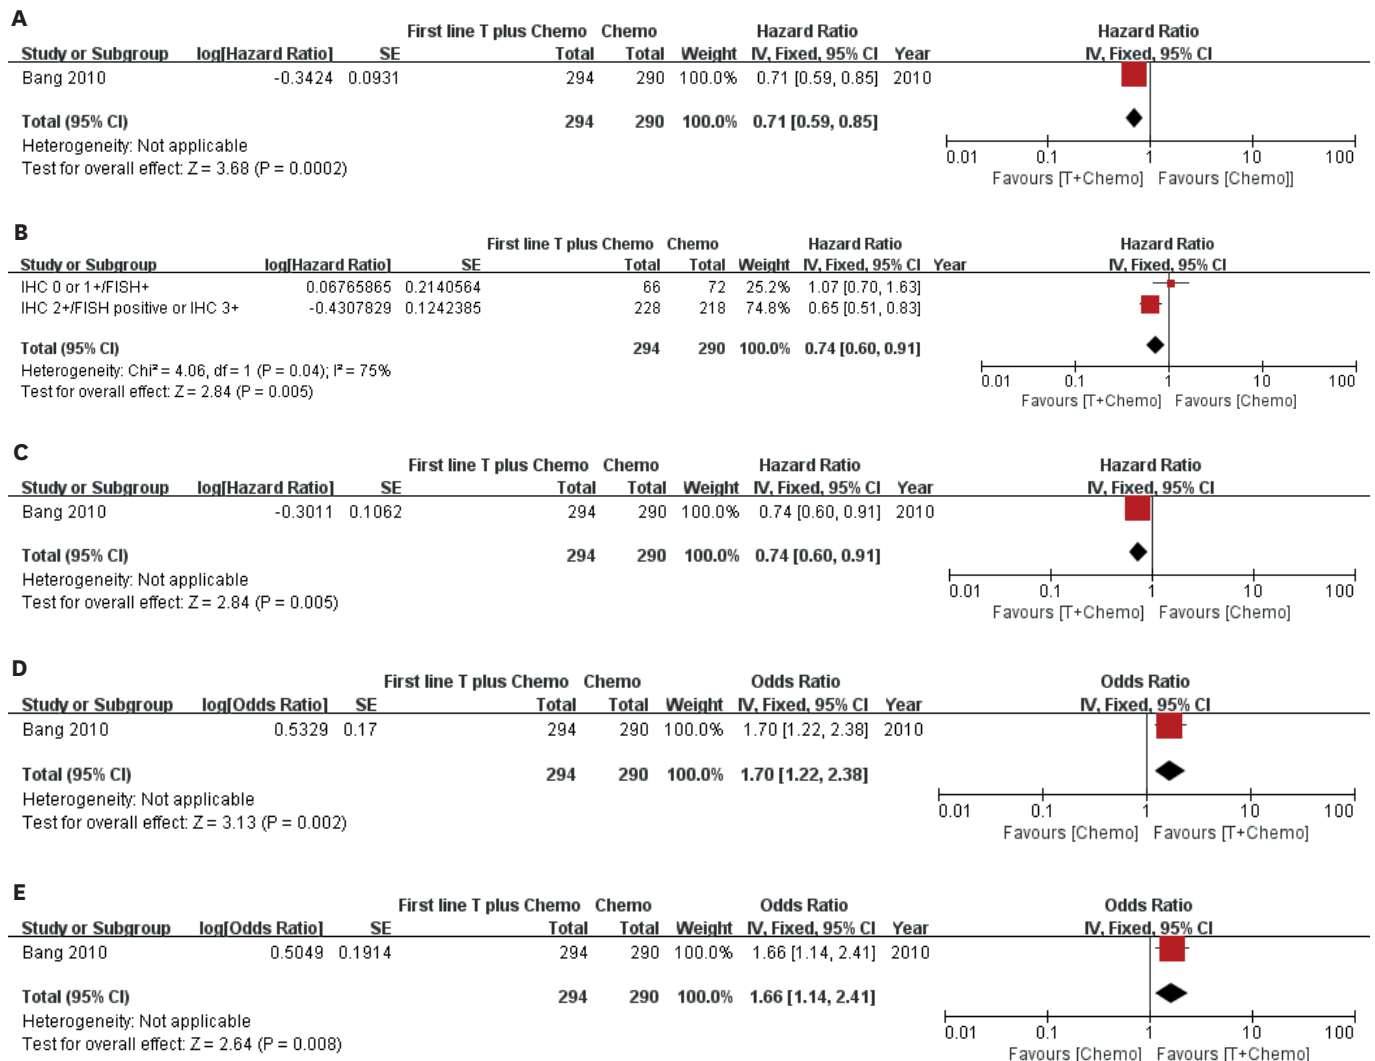 A
First line T plus Chemo Chemo Hazard Ratio Hazard Ratio
Study or Subgroup log[Hazard Ratio] SE Total Total Weight IV, Fixed, 95% CI Year IV, Fixed, 95% CI
Bang 2010 -0.3424 0.0931 294 290 100.0% 0.71 [0.59, 0.85] 2010
Total (95% CI) 294 290 100.0% 0.71 [0.59, 0.85]
Heterogeneity: Not applicable
Test for overall effect: Z = 3.68 (P = 0.0002)
0.01 0.1 1 10 100
Favours [T+Chemo] Favours [Chemo]]
B
First line T plus Chemo Chemo Hazard Ratio Hazard Ratio
Study or Subgroup log[Hazard Ratio] SE Total Total Weight IV, Fixed, 95% CI Year IV, Fixed, 95% CI
IHC 0 or 1+/FISH+ 0.06765865 0.2140564 66 72 25.2% 1.07 [0.70, 1.63]
IHC 2+/FISH positive or IHC 3+ -0.4307829 0.1242385 228 218 74.8% 0.65 [0.51, 0.83]
Total (95% CI) 294 290 100.0% 0.74 [0.60, 0.91]
Heterogeneity: Chi² = 4.06, df = 1 (P = 0.04); I² = 75%
Test for overall effect: Z = 2.84 (P = 0.005)
0.01 0.1 1 10 100
Favours [T+Chemo] Favours [Chemo]
C
First line T plus Chemo Chemo Hazard Ratio Hazard Ratio
Study or Subgroup log[Hazard Ratio] SE Total Total Weight IV, Fixed, 95% CI Year IV, Fixed, 95% CI
Bang 2010 -0.3011 0.1062 294 290 100.0% 0.74 [0.60, 0.91] 2010
Total (95% CI) 294 290 100.0% 0.74 [0.60, 0.91]
Heterogeneity: Not applicable
Test for overall effect: Z = 2.84 (P = 0.005)
0.01 0.1 1 10 100
Favours [T+Chemo] Favours [Chemo]
D
First line T plus Chemo Chemo Odds Ratio Odds Ratio
Study or Subgroup log[Odds Ratio] SE Total Total Weight IV, Fixed, 95% CI Year IV, Fixed, 95% CI
Bang 2010 0.5329 0.17 294 290 100.0% 1.70 [1.22, 2.38] 2010
Total (95% CI) 294 290 100.0% 1.70 [1.22, 2.38]
Heterogeneity: Not applicable
Test for overall effect: Z = 3.13 (P = 0.002)
0.01 0.1 1 10 100
Favours [Chemo] Favours [T+Chemo]
E
First line T plus Chemo Chemo Odds Ratio Odds Ratio
Study or Subgroup log[Odds Ratio] SE Total Total Weight IV, Fixed, 95% CI Year IV, Fixed, 95% CI
Bang 2010 0.5049 0.1914 294 290 100.0% 1.66 [1.14, 2.41] 2010
Total (95% CI) 294 290 100.0% 1.66 [1.14, 2.41]
Heterogeneity: Not applicable
Test for overall effect: Z = 2.64 (P = 0.008)
0.01 0.1 1 10 100
Favours [Chemo] Favours [T+Chemo]